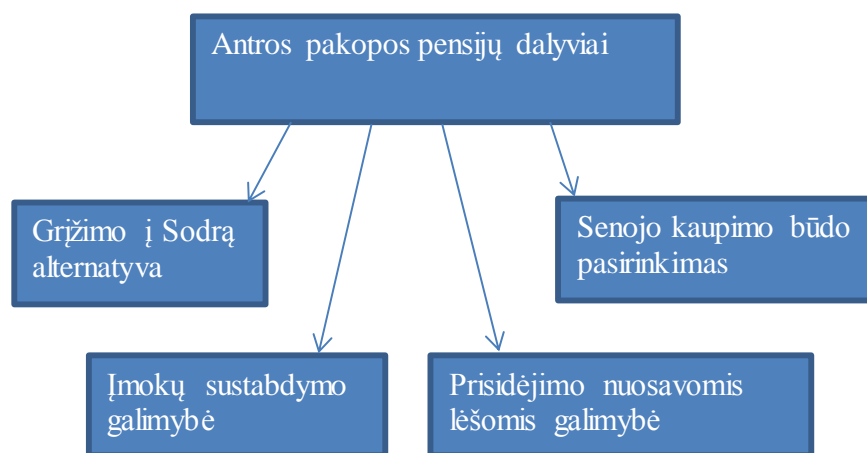 Antros pakopos pensijų dalyviai
Grįžimo į Sodrą
alternatyva
Senojo kaupimo būdo
pasirinkimas
Įmokų sustabdymo
galimybė
Prisidėjimo nuosavomis
lėšomis galimybė